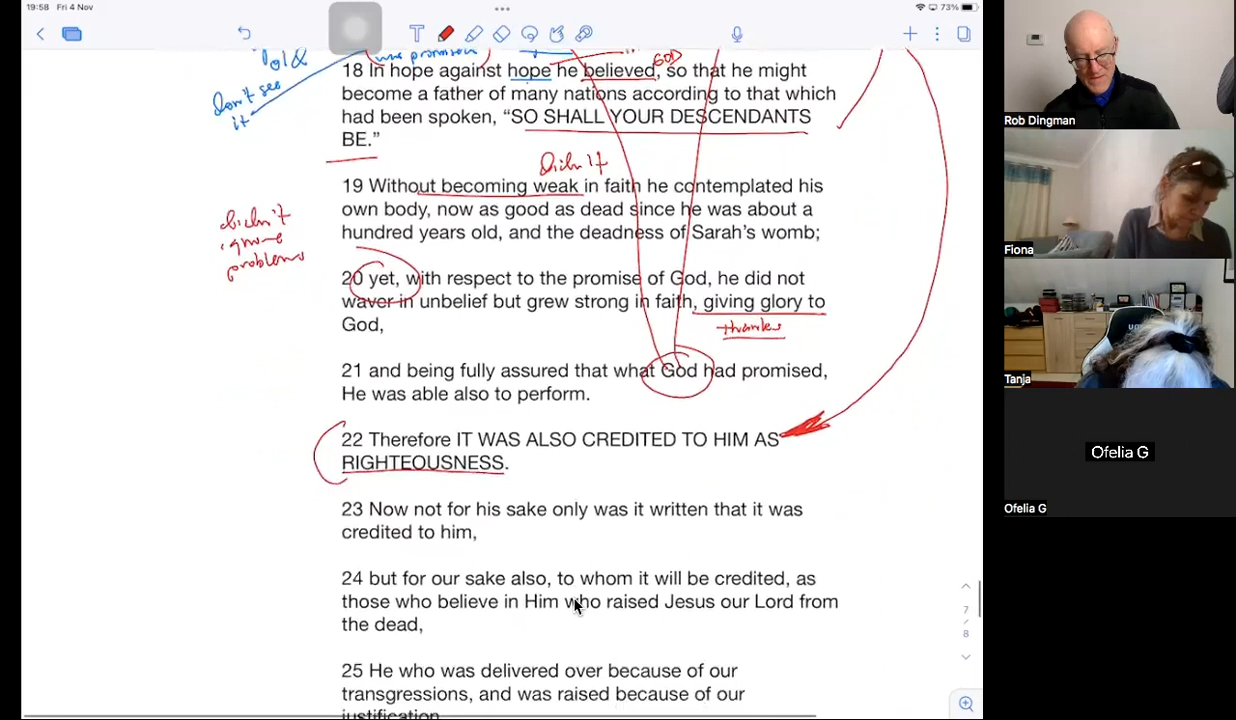 19:58 Fri 4 Nov
73%
Told
was promised
don't see
it
GOD
18 In hope against hope he believed, so that he might
become a father of many nations according to that which
had been spoken, “SO SHALL YOUR DESCENDANTS
BE.”
Didn't
19 Without becoming weak in faith he contemplated his
own body, now as good as dead since he was about a
hundred years old, and the deadness of Sarah’s womb;
didn't
ignore
problems
20 yet, with respect to the promise of God, he did not
waver in unbelief but grew strong in faith, giving glory to
God,
thanks
21 and being fully assured that what God had promised,
He was able also to perform.
22 Therefore IT WAS ALSO CREDITED TO HIM AS
RIGHTEOUSNESS.
23 Now not for his sake only was it written that it was
credited to him,
24 but for our sake also, to whom it will be credited, as
those who believe in Him who raised Jesus our Lord from
the dead,
25 He who was delivered over because of our
transgressions, and was raised because of our
justification
7
/
8
Rob Dingman
Fiona
Tanja
Ofelia G
Ofelia G